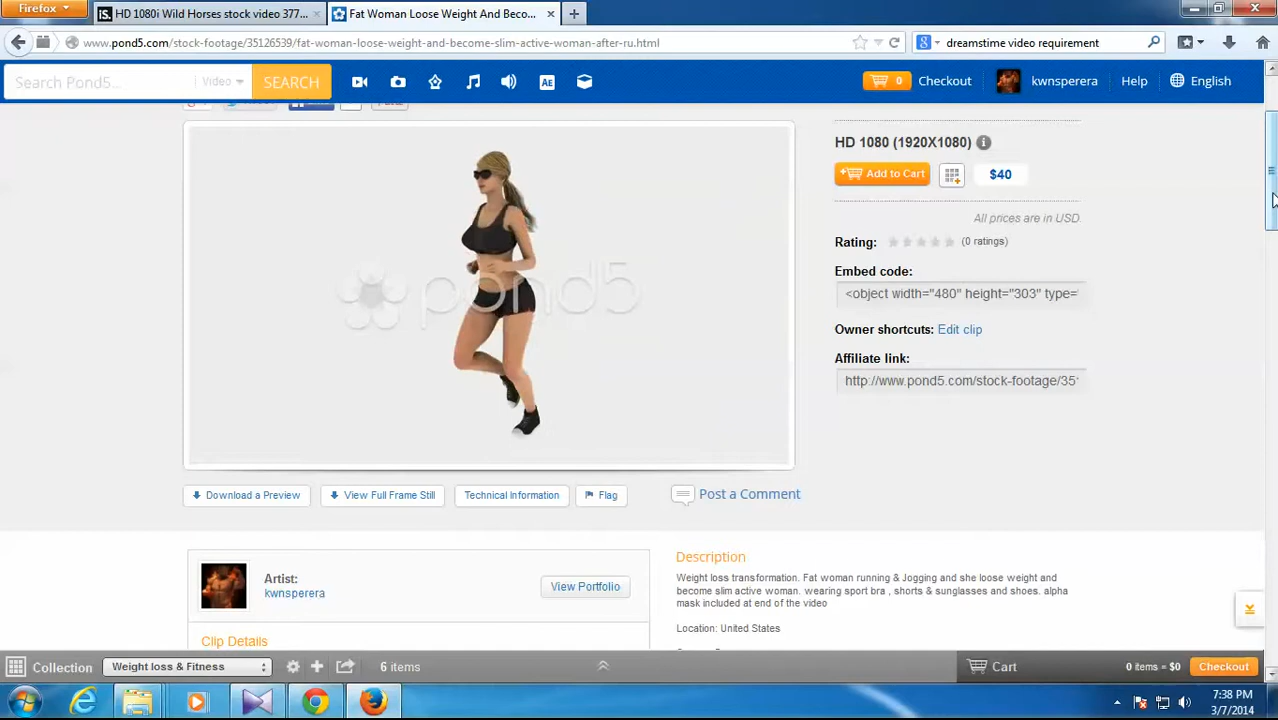 Firefox
HD 1080i Wild Horses stock video 377...
Fat Woman Loose Weight And Beco...
www.pond5.com/stock-footage/35126539/fat-woman-loose-weight-and-become-slim-active-woman-after-ru.html
dreamstime video requirement
Search Pond5...
Video
SEARCH
AE
0
Checkout
kwnsperera
Help
English
HD 1080 (1920X1080)
Add to Cart
$40
All prices are in USD.
Rating:
(0 ratings)
Embed code:
<object width="480" height="303" type="
Owner shortcuts: Edit clip
Affiliate link:
http://www.pond5.com/stock-footage/35
pond5
Download a Preview
View Full Frame Still
Technical Information
Flag
Post a Comment
Artist:
kwnsperera
View Portfolio
Clip Details
Description
Weight loss transformation. Fat woman running & Jogging and she loose weight and
become slim active woman. wearing sport bra , shorts & sunglasses and shoes. alpha
mask included at end of the video
Location: United States
Collection
Weight loss & Fitness
6 items
Cart
0 items = $0
Checkout
7:38 PM
3/7/2014